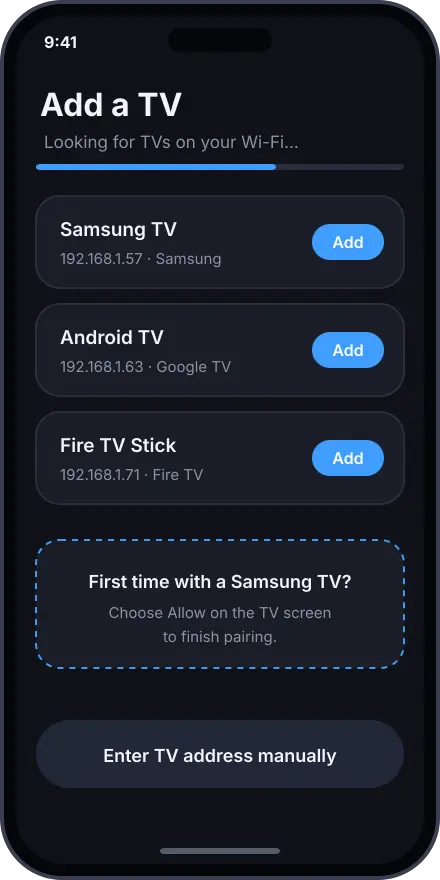 9:41
Add a TV
Looking for TVs on your Wi-Fi...
Samsung TV
192.168.1.57 · Samsung
Add
Android TV
192.168.1.63 · Google TV
Add
Fire TV Stick
192.168.1.71 · Fire TV
Add
First time with a Samsung TV?
Choose Allow on the TV screen
to finish pairing.
Enter TV address manually